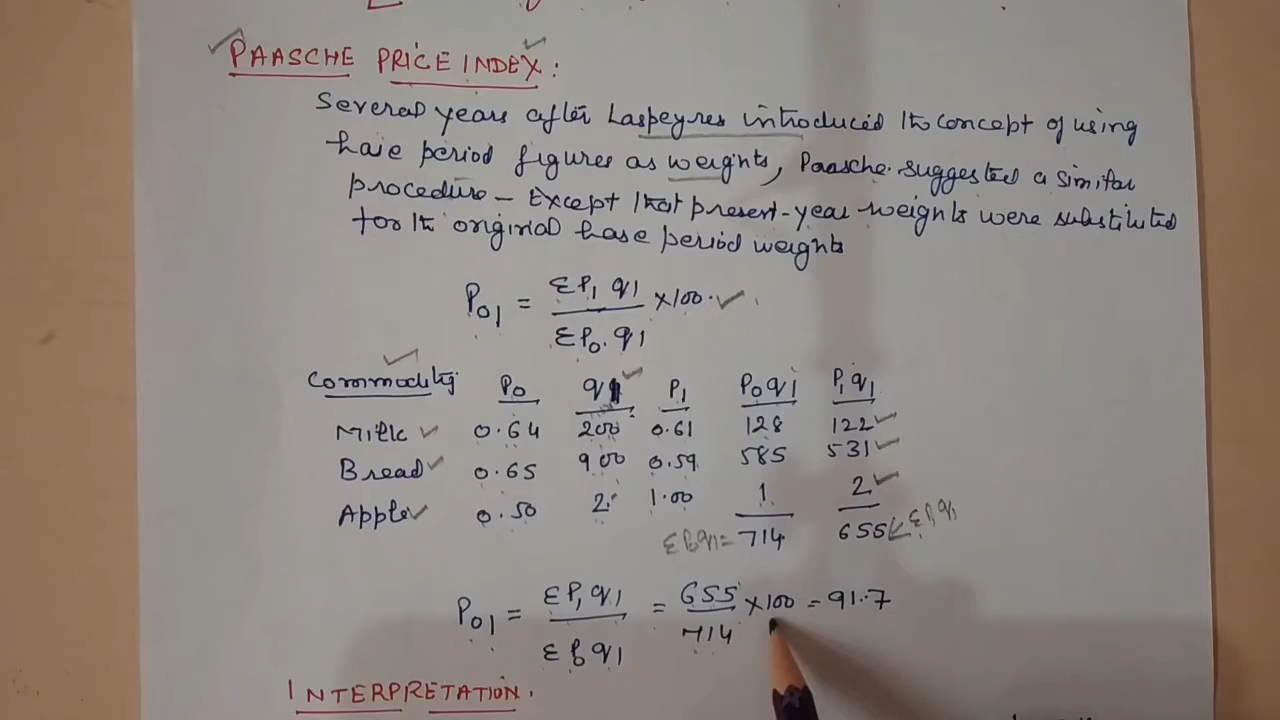 PAASCHE PRICE INDEX:
Several years after Laspeyres introduced the concept of using
base period figures as weights, Paasche suggested a similar
procedure - Except that present-year weights were substituted
for the original base period weights
P01 = ΣP1 q1 / ΣP0.q1 ×100.
Commodity P0 q1 P1 P0q1 P1q1
Milk 0.64 200 0.61 128 122
Bread 0.65 900 0.59 585 531
Apple 0.50 2 1.00 1 2
714 655
P01 = ΣP1q1 / ΣP0q1 = 655 / 714 ×100 = 91.7
INTERPRETATION.